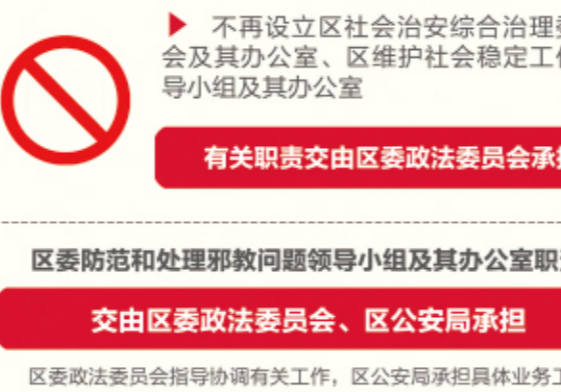 ▶ 不再设立区社会治安综合治理
会及其办公室、区维护社会稳定工
导小组及其办公室
有关职责交由区委政法委员会承
区委防范和处理邪教问题领导小组及其办公室职
交由区委政法委员会、区公安局承担
区委政法委员会指导协调有关工作，区公安局承担具体业务